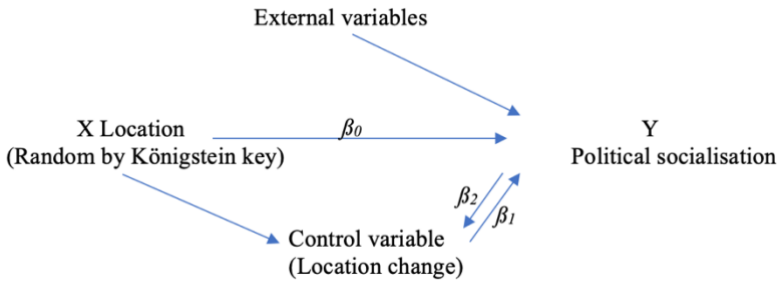 External variables
X Location
(Random by Königstein key)
β0
Y
Political socialisation
β2
β1
Control variable
(Location change)